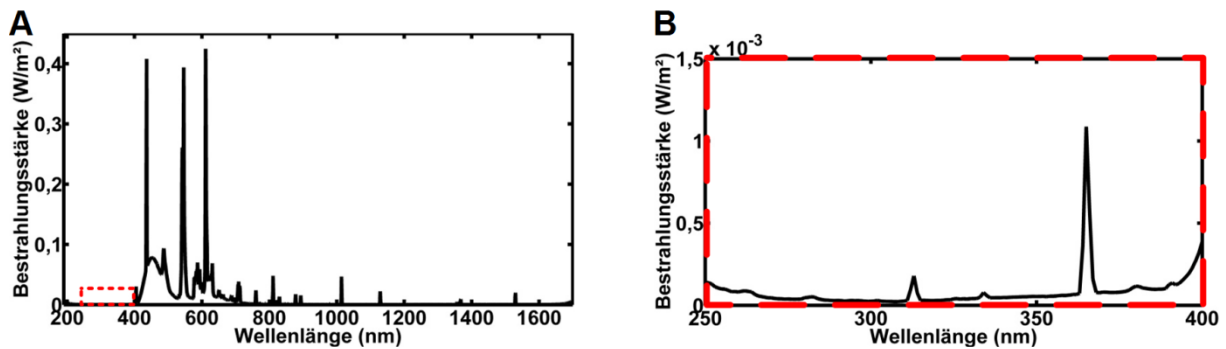 A
Bestrahlungsstärke (W/m²)
0,4
0,3
0,2
0,1
0
200 400 600 800 1000 1200 1400 1600
Wellenlänge (nm)
B
x 10⁻³
Bestrahlungsstärke (W/m²)
1,5
1
0,5
0
250 300 350 400
Wellenlänge (nm)